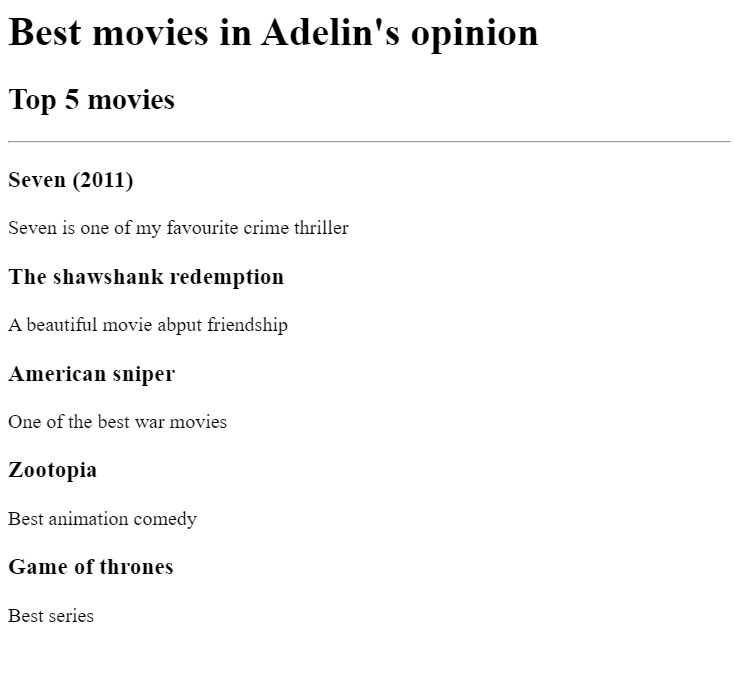 Best movies in Adelin's opinion
Top 5 movies
Seven (2011)
Seven is one of my favourite crime thriller
The shawshank redemption
A beautiful movie abput friendship
American sniper
One of the best war movies
Zootopia
Best animation comedy
Game of thrones
Best series